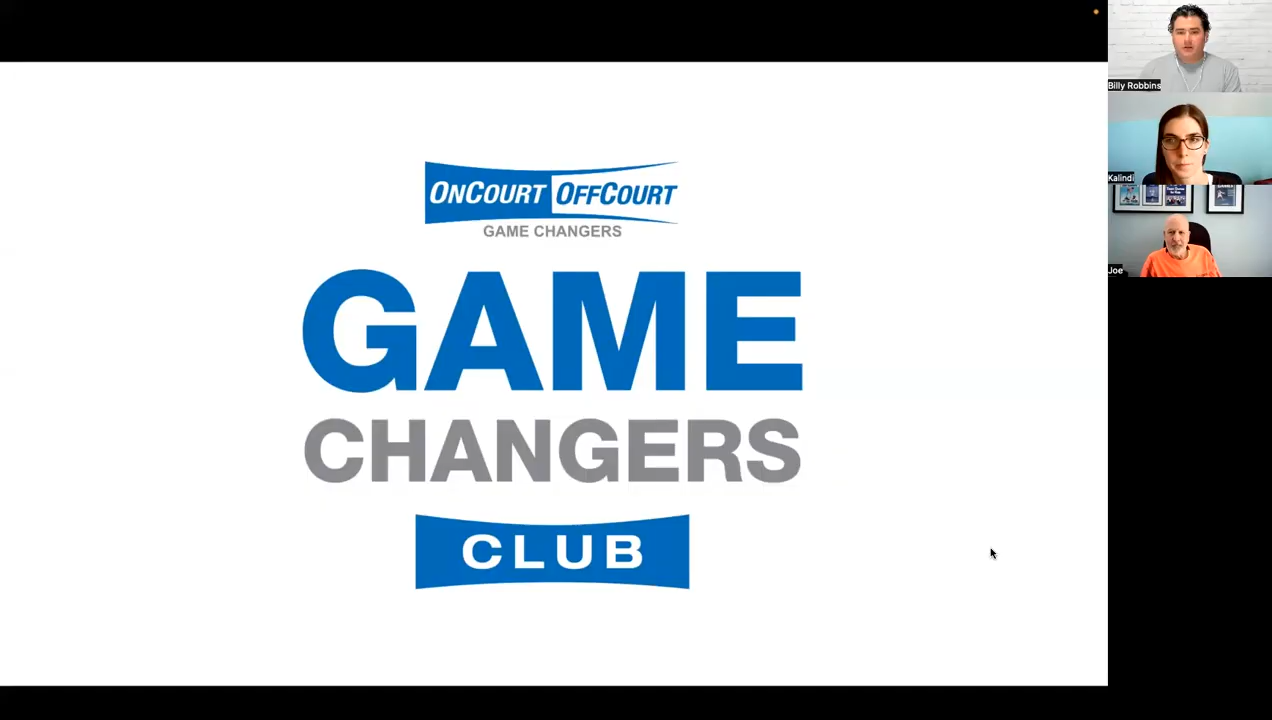 ONCOURT OFFCOURT
GAME CHANGERS
GAME
CHANGERS
CLUB
Billy Robbins
Kalindi
Joe